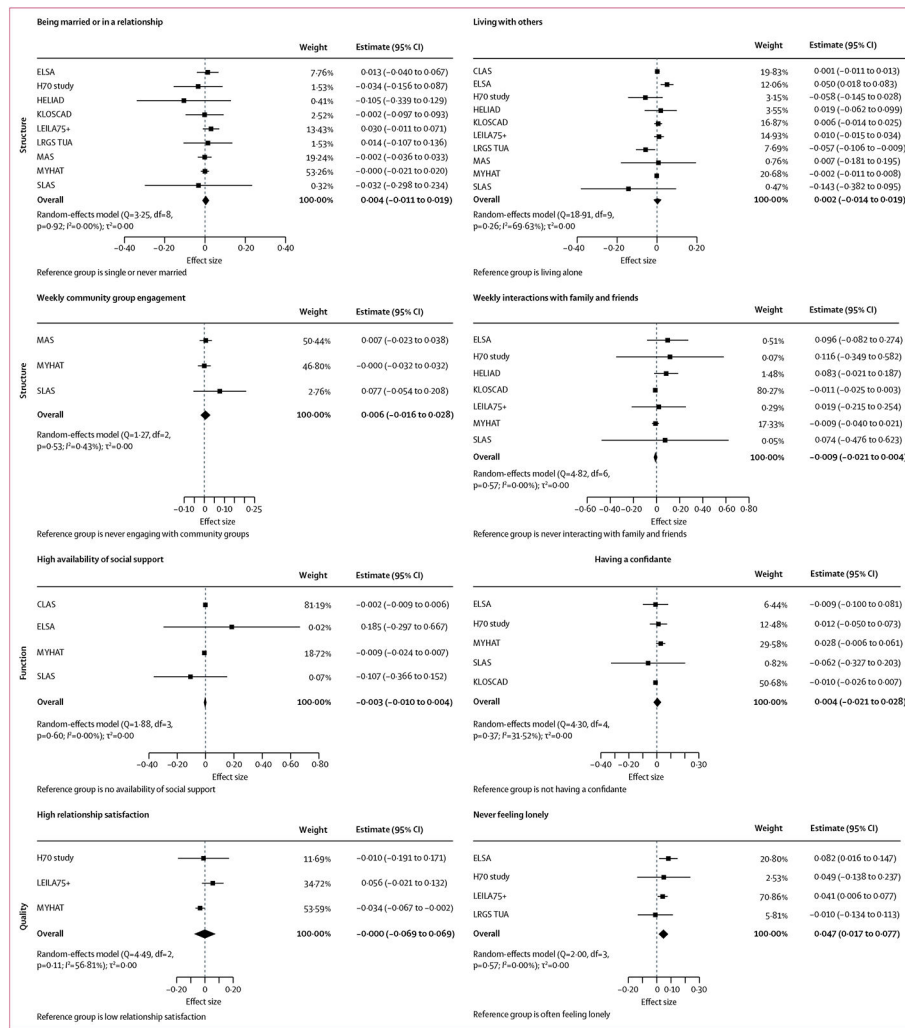 Structure
Being married or in a relationship
Weight Estimate (95% CI)
ELSA 7·76% 0·013 (−0·040 to 0·067)
H70 study 1·53% −0·034 (−0·156 to 0·087)
HELIAD 0·41% −0·105 (−0·339 to 0·129)
KLOSCAD 2·52% −0·002 (−0·097 to 0·093)
LEILA75+ 13·43% 0·030 (−0·011 to 0·071)
LRGS TUA 1·53% 0·014 (−0·107 to 0·136)
MAS 19·24% −0·002 (−0·036 to 0·033)
MYHAT 53·26% −0·000 (−0·021 to 0·020)
SLAS 0·32% −0·032 (−0·298 to 0·234)
Overall 100·00% 0·004 (−0·011 to 0·019)
Random-effects model (Q=3·25, df=8,
p=0·92; I²=0·00%); τ²=0·00
−0·40 −0·20 0 0·20 0·40
Effect size
Reference group is single or never married
Living with others
Weight Estimate (95% CI)
CLAS 19·83% 0·001 (−0·011 to 0·013)
ELSA 12·06% 0·050 (0·018 to 0·083)
H70 study 3·15% −0·058 (−0·145 to 0·028)
HELIAD 3·55% 0·019 (−0·062 to 0·099)
KLOSCAD 16·87% 0·006 (−0·014 to 0·025)
LEILA75+ 14·93% 0·010 (−0·015 to 0·034)
LRGS TUA 7·69% −0·057 (−0·106 to −0·009)
MAS 0·76% 0·007 (−0·181 to 0·195)
MYHAT 20·68% −0·002 (−0·011 to 0·008)
SLAS 0·47% −0·143 (−0·382 to 0·095)
Overall 100·00% 0·002 (−0·014 to 0·019)
Random-effects model (Q=18·91, df=9,
p=0·26; I²=69·63%); τ²=0·00
−0·40 −0·20 0 0·20
Effect size
Reference group is living alone
Structure
Weekly community group engagement
Weight Estimate (95% CI)
MAS 50·44% 0·007 (−0·023 to 0·038)
MYHAT 46·80% −0·000 (−0·032 to 0·032)
SLAS 2·76% 0·077 (−0·054 to 0·208)
Overall 100·00% 0·006 (−0·016 to 0·028)
Random-effects model (Q=1·27, df=2,
p=0·53; I²=0·43%); τ²=0·00
−0·10 0 0·10 0·25
Effect size
Reference group is never engaging with community groups
Weekly interactions with family and friends
Weight Estimate (95% CI)
ELSA 0·51% 0·096 (−0·082 to 0·274)
H70 study 0·07% 0·116 (−0·349 to 0·582)
HELIAD 1·48% 0·083 (−0·021 to 0·187)
KLOSCAD 80·27% −0·011 (−0·025 to 0·003)
LEILA75+ 0·29% 0·019 (−0·215 to 0·254)
MYHAT 17·33% −0·009 (−0·040 to 0·021)
SLAS 0·05% 0·074 (−0·476 to 0·623)
Overall 100·00% −0·009 (−0·021 to 0·004)
Random-effects model (Q=4·82, df=6,
p=0·57; I²=0·00%); τ²=0·00
−0·60 −0·40 −0·20 0 0·20 0·40 0·60 0·80
Effect size
Reference group is never interacting with family and friends
Function
High availability of social support
Weight Estimate (95% CI)
CLAS 81·19% −0·002 (−0·009 to 0·006)
ELSA 0·02% 0·185 (−0·297 to 0·667)
MYHAT 18·72% −0·009 (−0·024 to 0·007)
SLAS 0·07% −0·107 (−0·366 to 0·152)
Overall 100·00% −0·003 (−0·010 to 0·004)
Random-effects model (Q=1·88, df=3,
p=0·60; I²=0·00%); τ²=0·00
−0·40 −0·20 0 0·20 0·40 0·60 0·80
Effect size
Reference group is no availability of social support
Having a confidante
Weight Estimate (95% CI)
ELSA 6·44% −0·009 (−0·100 to 0·081)
H70 study 12·48% 0·012 (−0·050 to 0·073)
MYHAT 29·58% 0·028 (−0·006 to 0·061)
SLAS 0·82% −0·062 (−0·327 to 0·203)
KLOSCAD 50·68% −0·010 (−0·026 to 0·007)
Overall 100·00% 0·004 (−0·021 to 0·028)
Random-effects model (Q=4·30, df=4,
p=0·37; I²=31·52%); τ²=0·00
−0·40 −0·20 0 0·30
Effect size
Reference group is not having a confidante
Quality
High relationship satisfaction
Weight Estimate (95% CI)
H70 study 11·69% −0·010 (−0·191 to 0·171)
LEILA75+ 34·72% 0·056 (−0·021 to 0·132)
MYHAT 53·59% −0·034 (−0·067 to −0·002)
Overall 100·00% −0·000 (−0·069 to 0·069)
Random-effects model (Q=4·49, df=2,
p=0·11; I²=56·81%); τ²=0·00
−0·20 0 0·20
Effect size
Reference group is low relationship satisfaction
Never feeling lonely
Weight Estimate (95% CI)
ELSA 20·80% 0·082 (0·016 to 0·147)
H70 study 2·53% 0·049 (−0·138 to 0·237)
LEILA75+ 70·86% 0·041 (0·006 to 0·077)
LRGS TUA 5·81% −0·010 (−0·134 to 0·113)
Overall 100·00% 0·047 (0·017 to 0·077)
Random-effects model (Q=2·00, df=3,
p=0·57; I²=0·00%); τ²=0·00
−0·20 0 0·10 0·30
Effect size
Reference group is often feeling lonely